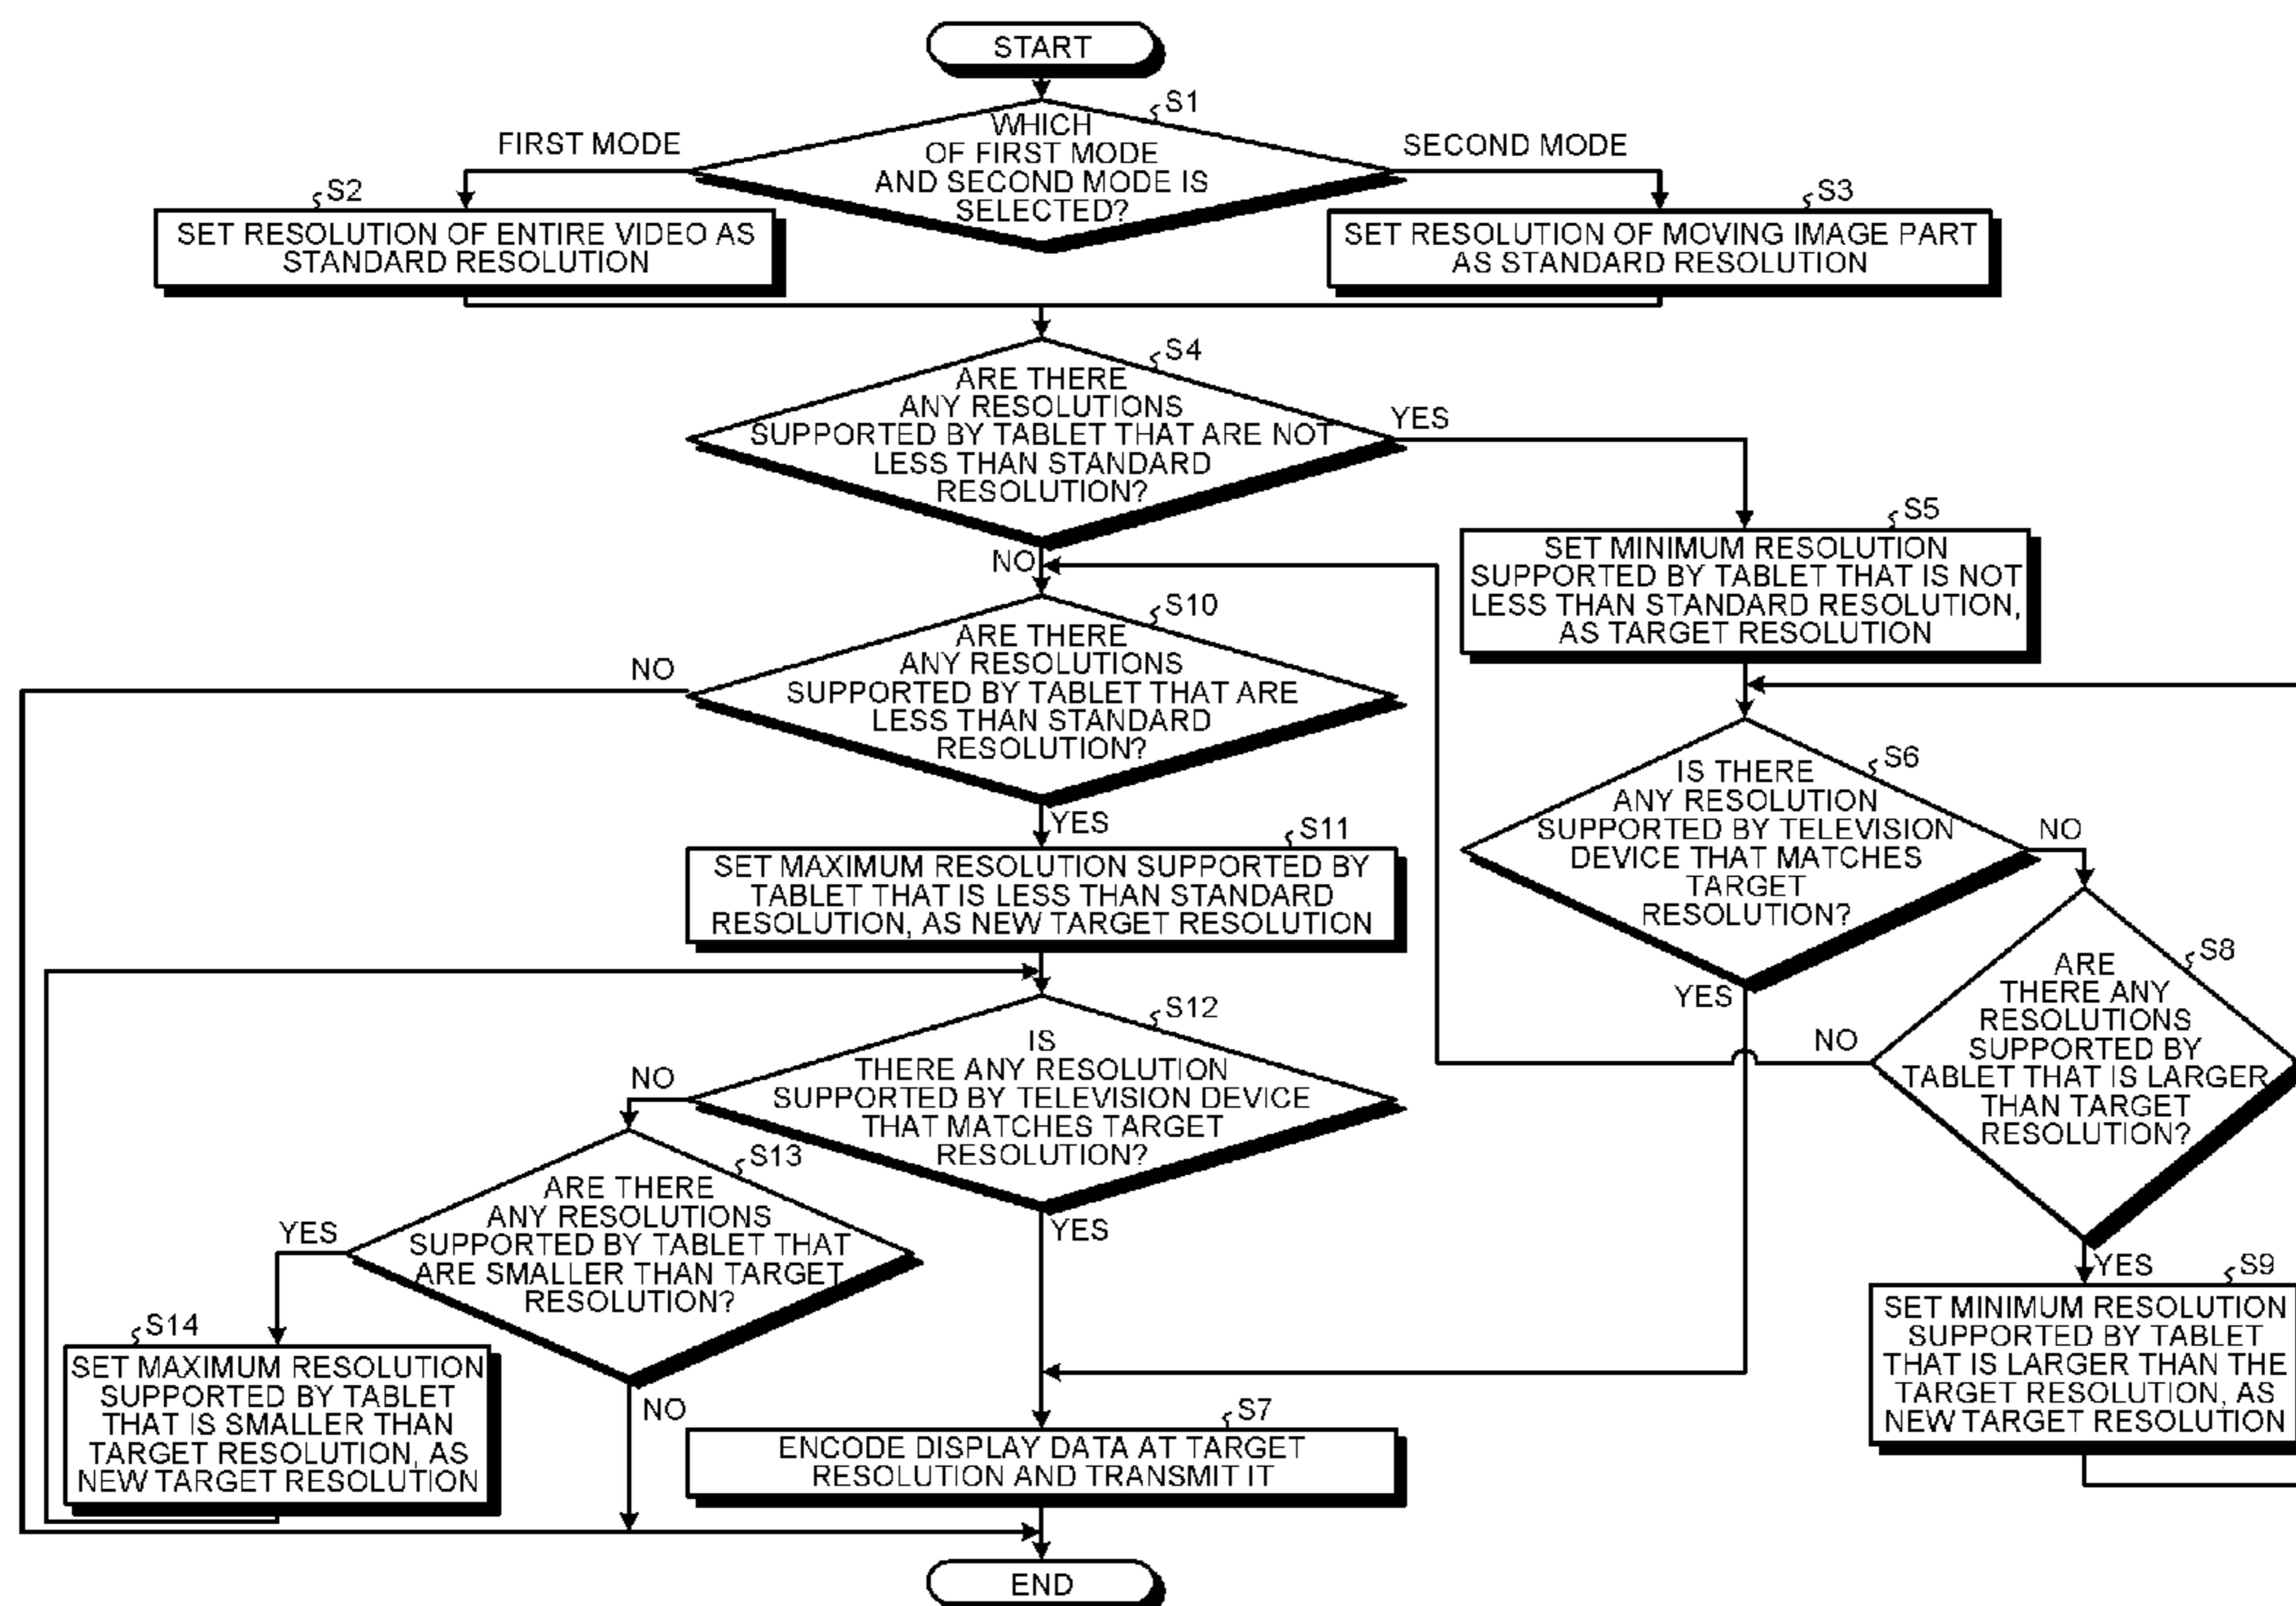 START
S1
WHICH
OF FIRST MODE
AND SECOND MODE IS
SELECTED?
FIRST MODE
SECOND MODE
S2
SET RESOLUTION OF ENTIRE VIDEO AS
STANDARD RESOLUTION
S3
SET RESOLUTION OF MOVING IMAGE PART
AS STANDARD RESOLUTION
S4
ARE THERE
ANY RESOLUTIONS
SUPPORTED BY TABLET THAT ARE NOT
LESS THAN STANDARD
RESOLUTION?
YES
NO
S5
SET MINIMUM RESOLUTION
SUPPORTED BY TABLET THAT IS NOT
LESS THAN STANDARD RESOLUTION,
AS TARGET RESOLUTION
S10
ARE THERE
ANY RESOLUTIONS
SUPPORTED BY TABLET THAT ARE
LESS THAN STANDARD
RESOLUTION?
NO
YES
S6
IS THERE
ANY RESOLUTION
SUPPORTED BY TELEVISION
DEVICE THAT MATCHES
TARGET
RESOLUTION?
NO
YES
S11
SET MAXIMUM RESOLUTION SUPPORTED BY
TABLET THAT IS LESS THAN STANDARD
RESOLUTION, AS NEW TARGET RESOLUTION
S8
ARE
THERE ANY
RESOLUTIONS
SUPPORTED BY
TABLET THAT IS LARGER
THAN TARGET
RESOLUTION?
NO
YES
S12
IS
THERE ANY RESOLUTION
SUPPORTED BY TELEVISION DEVICE
THAT MATCHES TARGET
RESOLUTION?
NO
YES
S13
ARE THERE
ANY RESOLUTIONS
SUPPORTED BY TABLET THAT
ARE SMALLER THAN TARGET
RESOLUTION?
YES
NO
S9
SET MINIMUM RESOLUTION
SUPPORTED BY TABLET
THAT IS LARGER THAN THE
TARGET RESOLUTION, AS
NEW TARGET RESOLUTION
S14
SET MAXIMUM RESOLUTION
SUPPORTED BY TABLET
THAT IS SMALLER THAN
TARGET RESOLUTION, AS
NEW TARGET RESOLUTION
S7
ENCODE DISPLAY DATA AT TARGET
RESOLUTION AND TRANSMIT IT
END